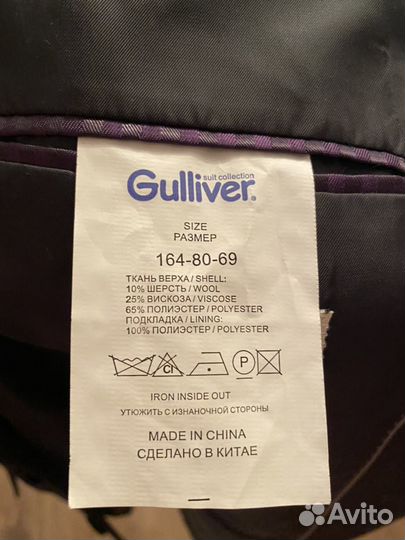 suit collection
Gulliver®
SIZE
РАЗМЕР
164-80-69
ТКАНЬ ВЕРХА / SHELL:
10% ШЕРСТЬ / WOOL
25% ВИСКОЗА / VISCOSE
65% ПОЛИЭСТЕР / POLYESTER
ПОДКЛАДКА / LINING:
100% ПОЛИЭСТЕР / POLYESTER
Cl P
IRON INSIDE OUT
УТЮЖИТЬ С ИЗНАНОЧНОЙ СТОРОНЫ
MADE IN CHINA
СДЕЛАНО В КИТАЕ
Avito